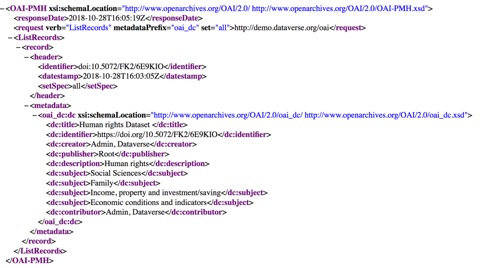 −<OAI-PMH xsi:schemaLocation="http://www.openarchives.org/OAI/2.0/ http://www.openarchives.org/OAI/2.0/OAI-PMH.xsd">
<responseDate>2018-10-28T16:05:19Z</responseDate>
<request verb="ListRecords" metadataPrefix="oai_dc" set="all">http://demo.dataverse.org/oai</request>
−<ListRecords>
−<record>
−<header>
<identifier>doi:10.5072/FK2/6E9KIO</identifier>
<datestamp>2018-10-28T16:03:05Z</datestamp>
<setSpec>all</setSpec>
</header>
−<metadata>
−<oai_dc:dc xsi:schemaLocation="http://www.openarchives.org/OAI/2.0/oai_dc/ http://www.openarchives.org/OAI/2.0/oai_dc.xsd">
<dc:title>Human rights Dataset </dc:title>
<dc:identifier>https://doi.org/10.5072/FK2/6E9KIO</dc:identifier>
<dc:creator>Admin, Dataverse</dc:creator>
<dc:publisher>Root</dc:publisher>
<dc:description>Human rights</dc:description>
<dc:subject>Social Sciences</dc:subject>
<dc:subject>Family</dc:subject>
<dc:subject>Income, property and investment/saving</dc:subject>
<dc:subject>Economic conditions and indicators</dc:subject>
<dc:contributor>Admin, Dataverse</dc:contributor>
</oai_dc:dc>
</metadata>
</record>
</ListRecords>
</OAI-PMH>